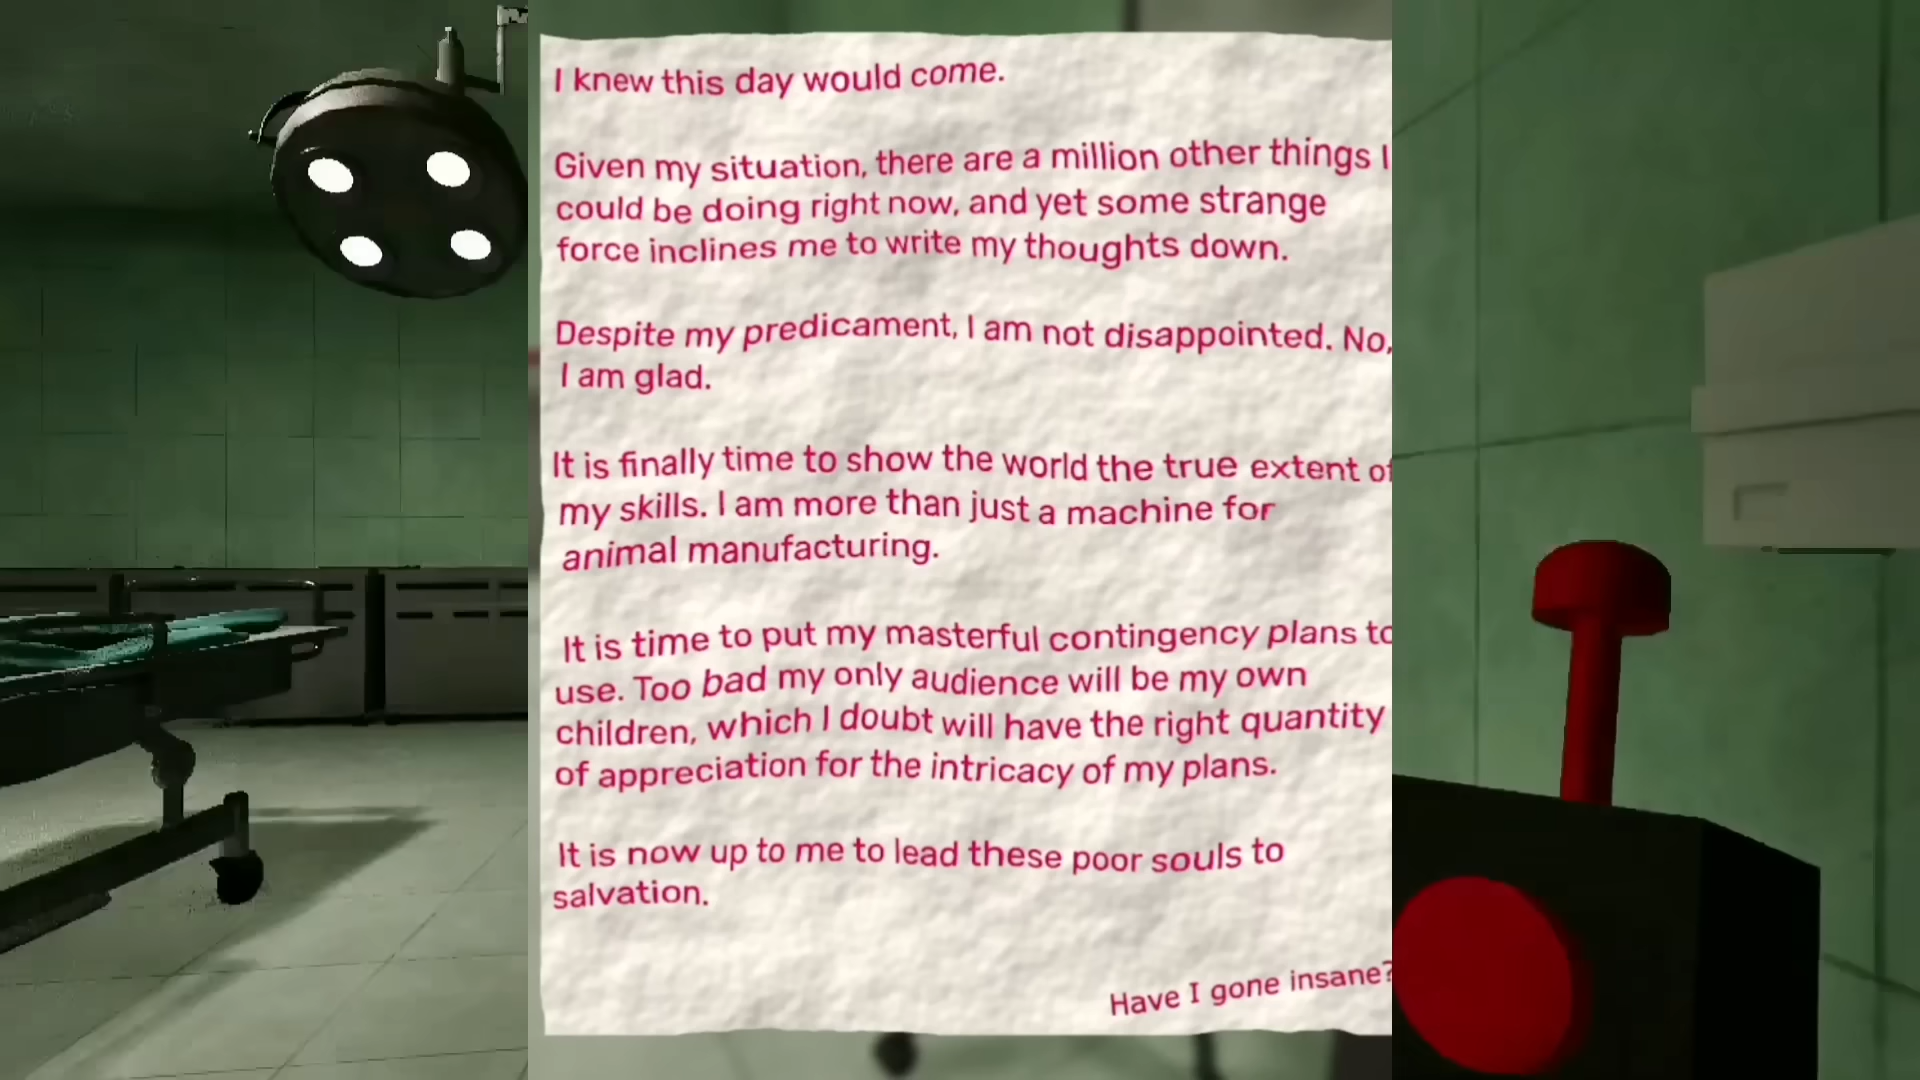 I knew this day would come.
Given my situation, there are a million other things I
could be doing right now, and yet some strange
force inclines me to write my thoughts down.
Despite my predicament, I am not disappointed. No,
I am glad.
It is finally time to show the world the true extent of
my skills. I am more than just a machine for
animal manufacturing.
It is time to put my masterful contingency plans to
use. Too bad my only audience will be my own
children, which I doubt will have the right quantity
of appreciation for the intricacy of my plans.
It is now up to me to lead these poor souls to
salvation.
Have I gone insane?